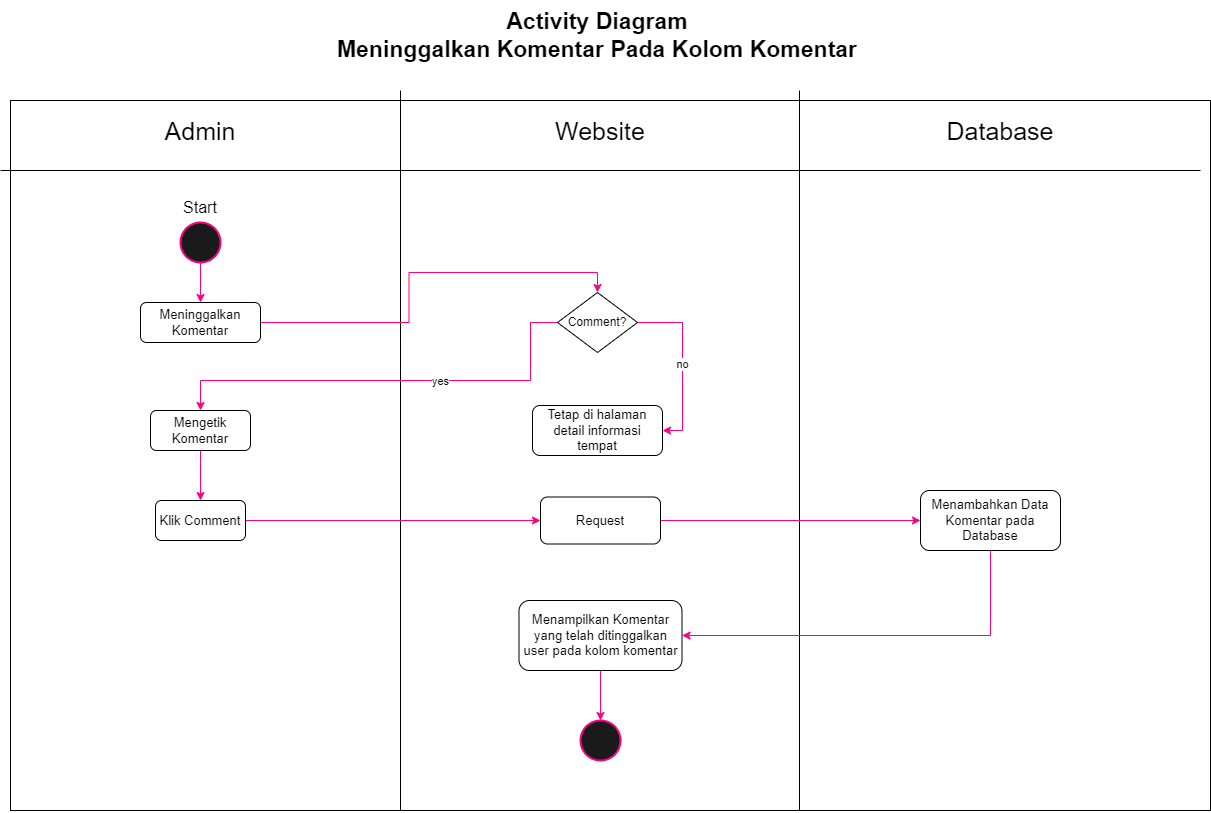 Activity Diagram
Meninggalkan Komentar Pada Kolom Komentar
Admin
Website
Database
Start
Meninggalkan
Komentar
Comment?
no
yes
Mengetik
Komentar
Tetap di halaman
detail informasi
tempat
Klik Comment
Request
Menambahkan Data
Komentar pada
Database
Menampilkan Komentar
yang telah ditinggalkan
user pada kolom komentar